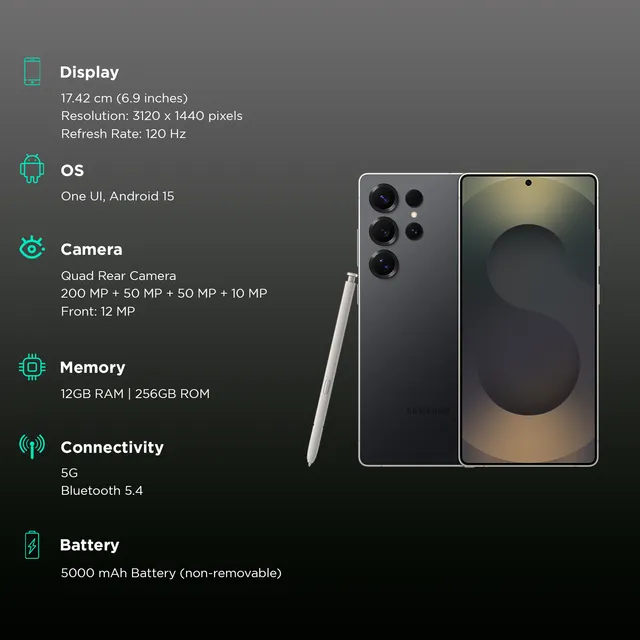 Display
17.42 cm (6.9 inches)
Resolution: 3120 x 1440 pixels
Refresh Rate: 120 Hz
OS
One UI, Android 15
Camera
Quad Rear Camera
200 MP + 50 MP + 50 MP + 10 MP
Front: 12 MP
Memory
12GB RAM | 256GB ROM
SAMSUNG
Connectivity
5G
Bluetooth 5.4
Battery
5000 mAh Battery (non-removable)